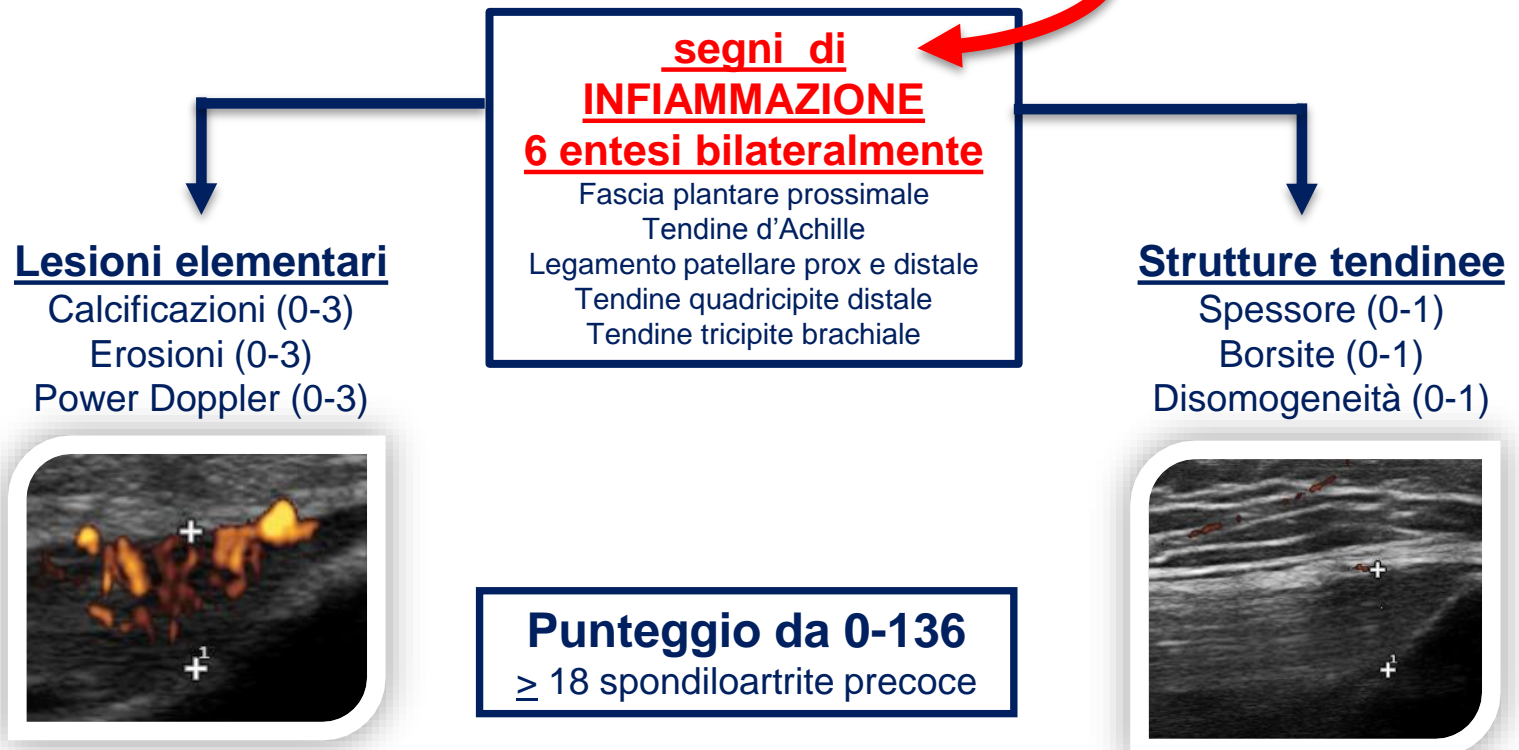 segni di
INFIAMMAZIONE
6 entesi bilateralmente
Fascia plantare prossimale
Tendine d'Achille
Legamento patellare prox e distale
Tendine quadricipite distale
Tendine tricipite brachiale
Lesioni elementari
Calcificazioni (0-3)
Erosioni (0-3)
Power Doppler (0-3)
Strutture tendinee
Spessore (0-1)
Borsite (0-1)
Disomogeneità (0-1)
1
Punteggio da 0-136
≥ 18 spondiloartrite precoce
1